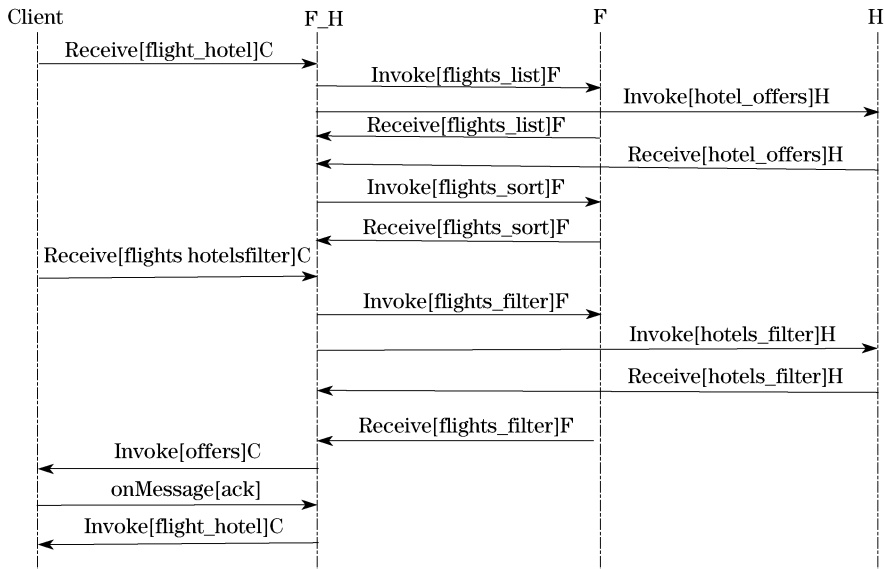 Client F_H F H
Receive[flight_hotel]C
Invoke[flights_list]F
Invoke[hotel_offers]H
Receive[flights_list]F
Receive[hotel_offers]H
Invoke[flights_sort]F
Receive[flights_sort]F
Receive[flights hotelsfilter]C
Invoke[flights_filter]F
Invoke[hotels_filter]H
Receive[hotels_filter]H
Receive[flights_filter]F
Invoke[offers]C
onMessage[ack]
Invoke[flight_hotel]C